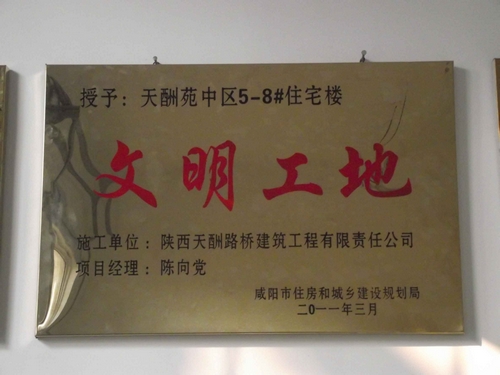 授予：天酬苑中区5-8#住宅楼
文明工地
施工单位：陕西天酬路桥建筑工程有限责任公司
项目经理：陈向党
咸阳市住房和城乡建设规划局
二0一一年三月